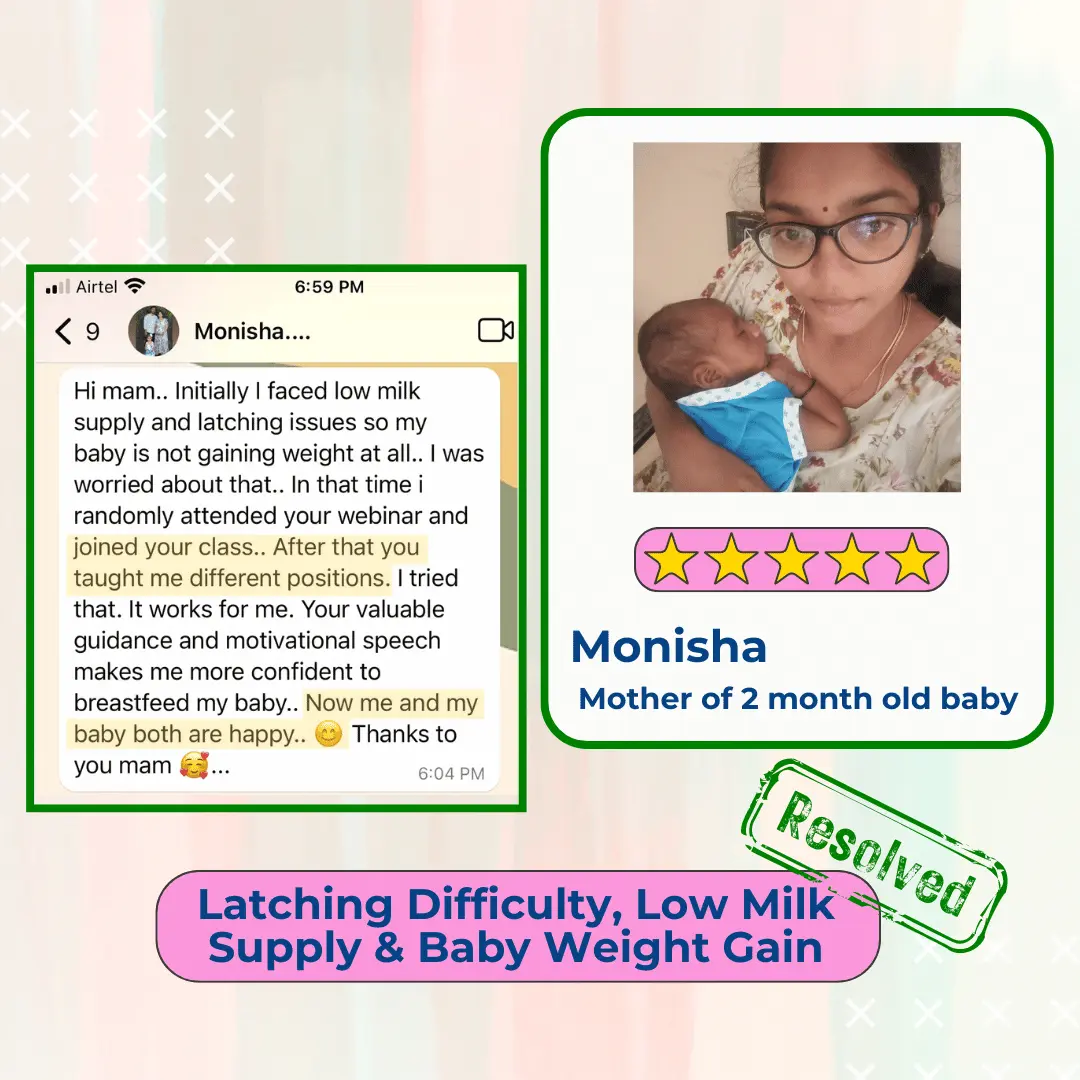 Airtel 6:59 PM
9 Monisha....
Hi mam.. Initially I faced low milk
supply and latching issues so my
baby is not gaining weight at all.. I was
worried about that.. In that time i
randomly attended your webinar and
joined your class.. After that you
taught me different positions. I tried
that. It works for me. Your valuable
guidance and motivational speech
makes me more confident to
breastfeed my baby.. Now me and my
baby both are happy.. 😊 Thanks to
you mam 🥰...
6:04 PM
Monisha
Mother of 2 month old baby
Resolved
Latching Difficulty, Low Milk
Supply & Baby Weight Gain